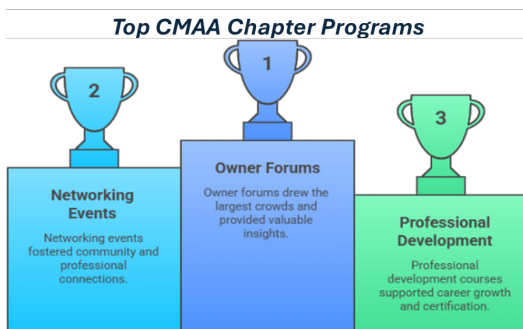 Top CMAA Chapter Programs
2
1
3
Networking
Events
Networking events
fostered community and
professional
connections.
Owner Forums
Owner forums drew the
largest crowds and
provided valuable
insights.
Professional
Development
Professional
development courses
supported career growth
and certification.